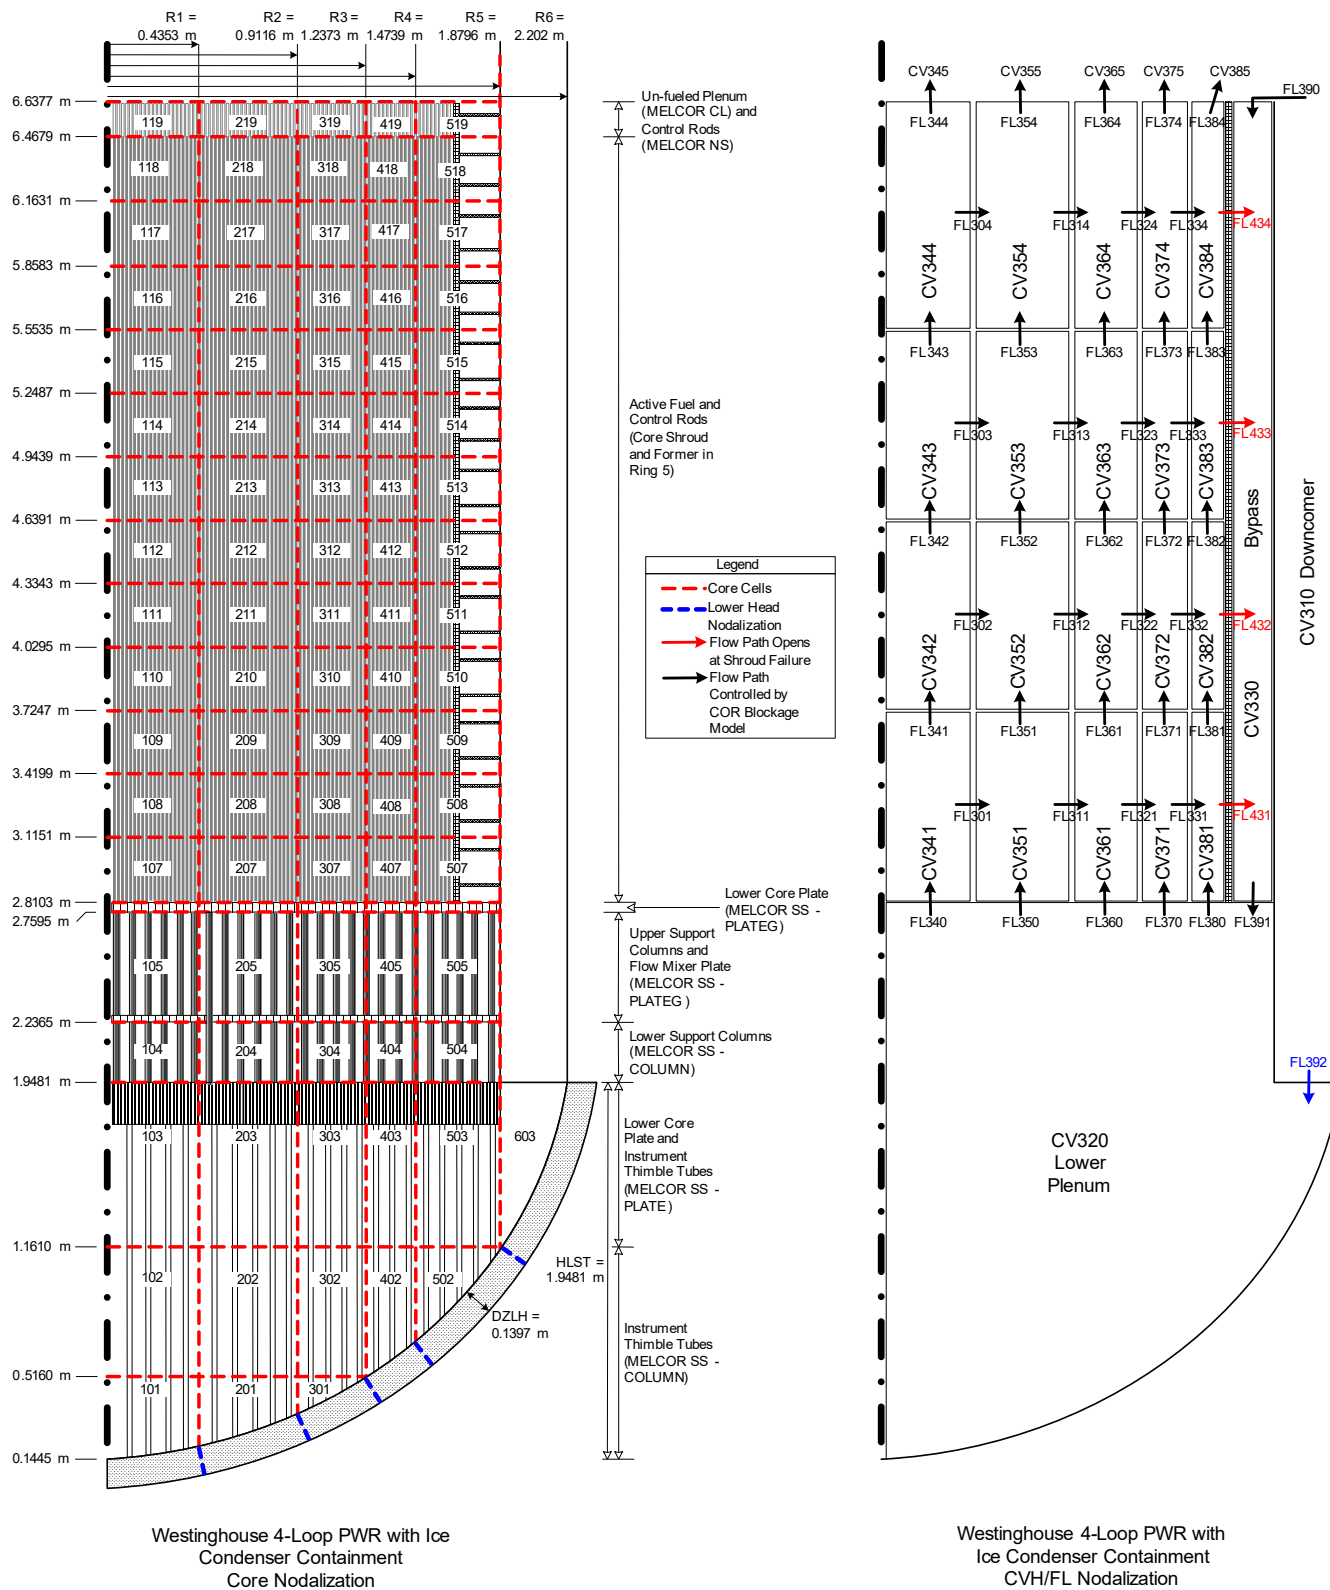 R1 =
0.4353 m
R2 =
0.9116 m
R3 =
1.2373 m
R4 =
1.4739 m
R5 =
1.8796 m
R6 =
2.202 m
6.6377 m
6.4679 m
6.1631 m
5.8583 m
5.5535 m
5.2487 m
4.9439 m
4.6391 m
4.3343 m
4.0295 m
3.7247 m
3.4199 m
3.1151 m
2.8103 m
2.7595 m
2.2365 m
1.9481 m
1.1610 m
0.5160 m
0.1445 m
119 219 319 419 519
118 218 318 418 518
117 217 317 417 517
116 216 316 416 516
115 215 315 415 515
114 214 314 414 514
113 213 313 413 513
112 212 312 412 512
111 211 311 411 511
110 210 310 410 510
109 209 309 409 509
108 208 308 408 508
107 207 307 407 507
105 205 305 405 505
104 204 304 404 504
103 203 303 403 503 603
102 202 302 402 502
101 201 301
HLST =
1.9481 m
DZLH =
0.1397 m
Un-fueled Plenum
(MELCOR CL) and
Control Rods
(MELCOR NS)
Active Fuel and
Control Rods
(Core Shroud
and Former in
Ring 5)
Legend
Core Cells
Lower Head
Nodalization
Flow Path Opens
at Shroud Failure
Flow Path
Controlled by
COR Blockage
Model
Lower Core Plate
(MELCOR SS -
PLATEG)
Upper Support
Columns and
Flow Mixer Plate
(MELCOR SS -
PLATEG )
Lower Support Columns
(MELCOR SS -
COLUMN)
Lower Core
Plate and
Instrument
Thimble Tubes
(MELCOR SS -
PLATE)
Instrument
Thimble Tubes
(MELCOR SS -
COLUMN)
Westinghouse 4-Loop PWR with Ice
Condenser Containment
Core Nodalization
CV345 CV355 CV365 CV375 CV385
FL390
FL344 FL354 FL364 FL374 FL384
FL304 FL314 FL324 FL334 FL434
CV344 CV354 CV364 CV374 CV384
FL343 FL353 FL363 FL373 FL383
FL303 FL313 FL323 FL333 FL433
CV343 CV353 CV363 CV373 CV383
FL342 FL352 FL362 FL372 FL382
FL302 FL312 FL322 FL332 FL432
CV342 CV352 CV362 CV372 CV382
FL341 FL351 FL361 FL371 FL381
FL301 FL311 FL321 FL331 FL431
CV341 CV351 CV361 CV371 CV381
FL340 FL350 FL360 FL370 FL380 FL391
CV330 Bypass
CV310 Downcomer
FL392
CV320
Lower
Plenum
Westinghouse 4-Loop PWR with
Ice Condenser Containment
CVH/FL Nodalization